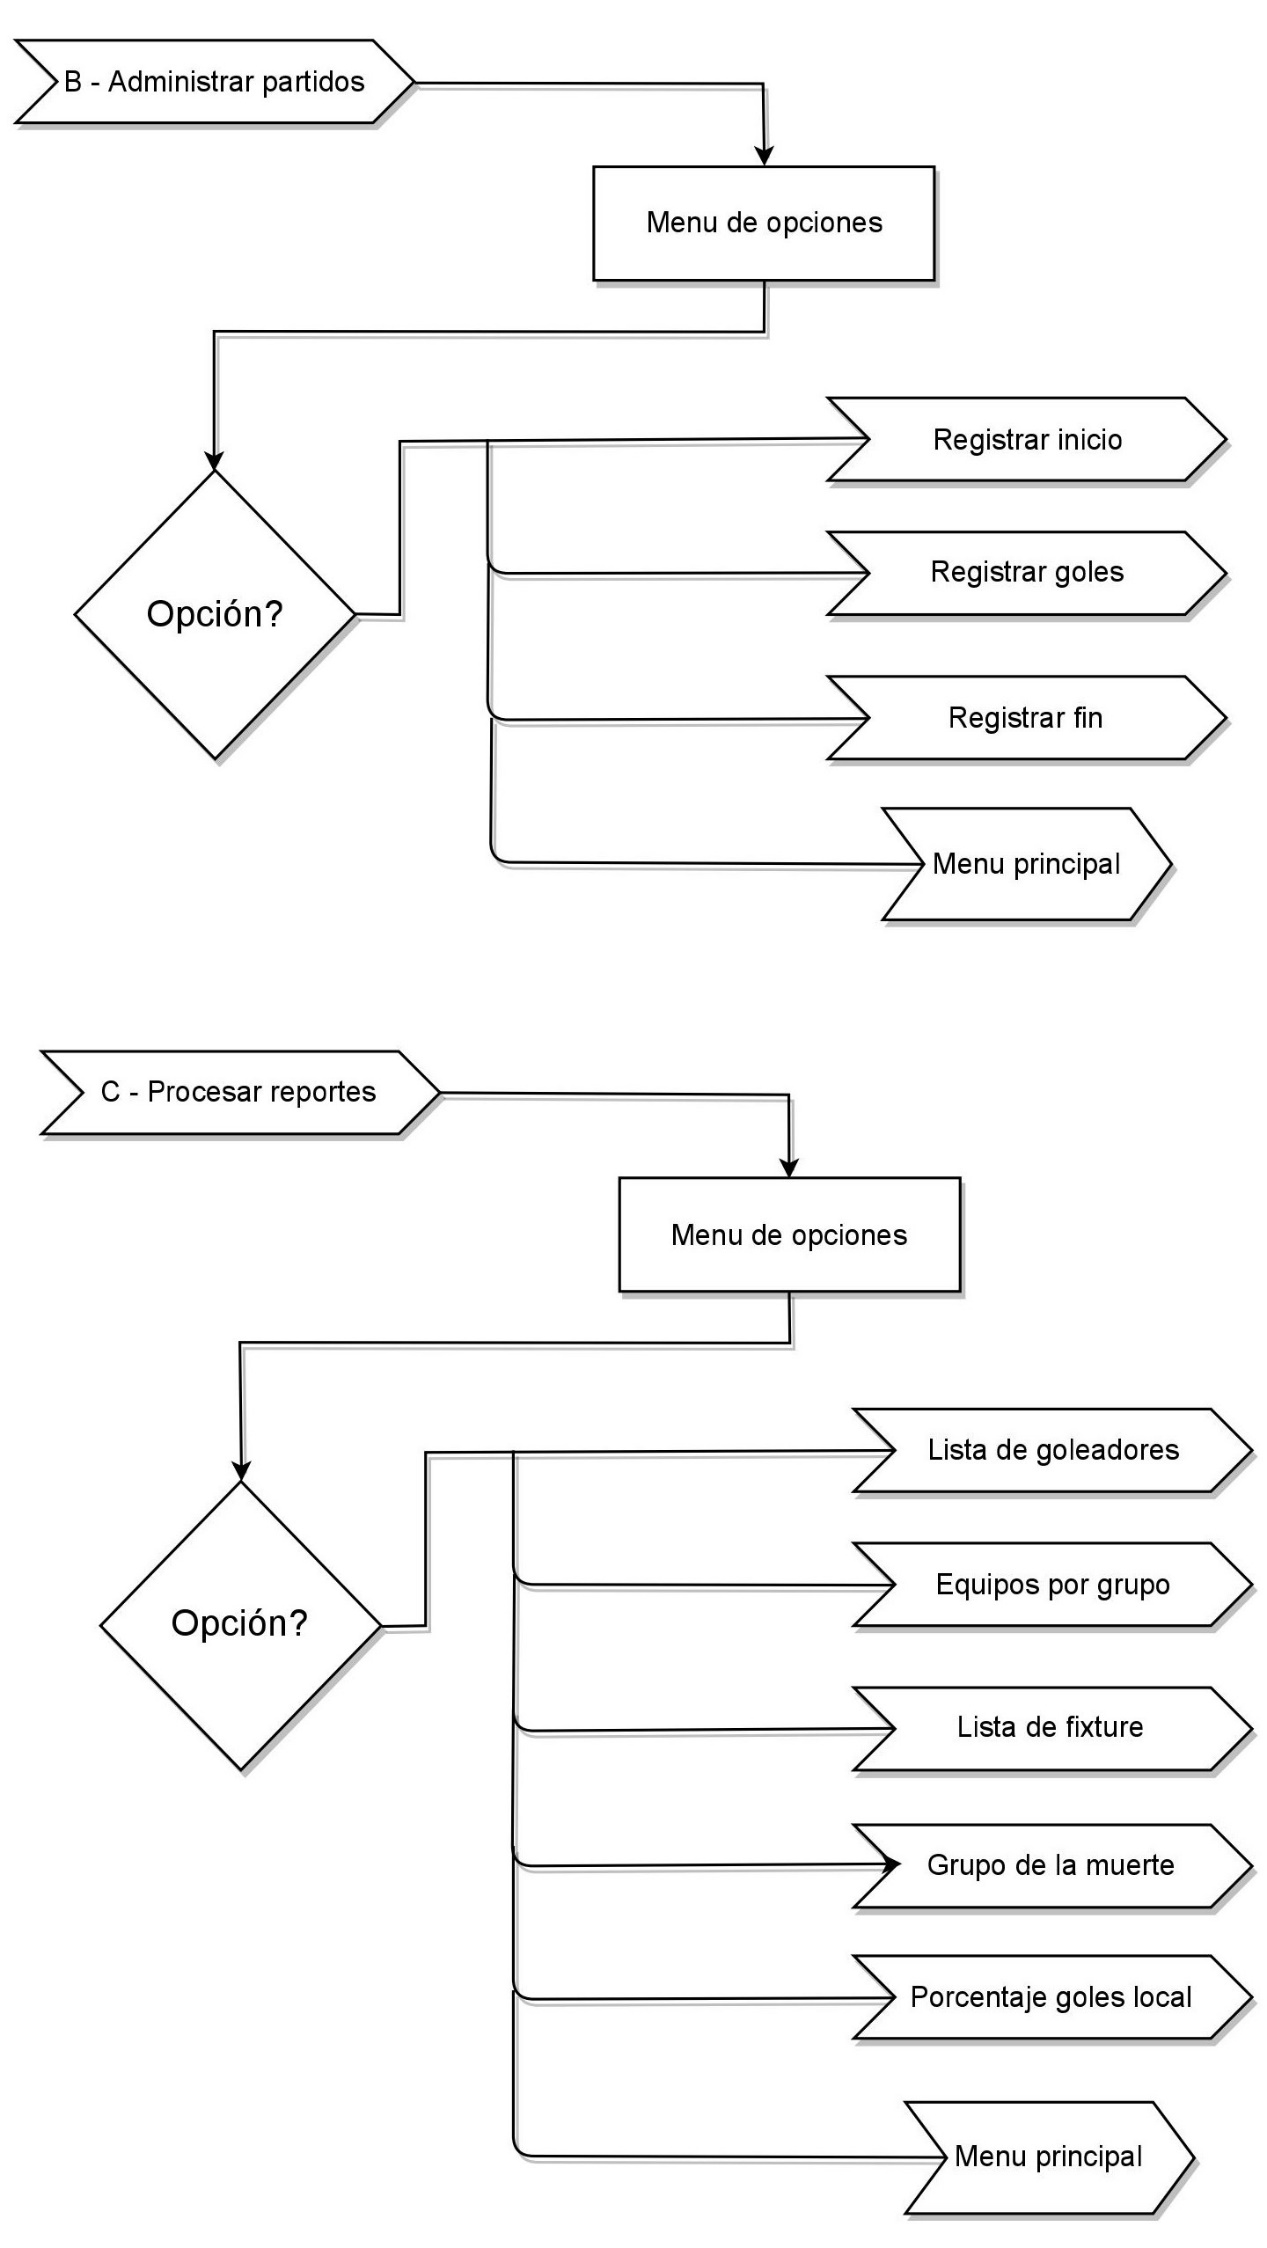 B - Administrar partidos
Menu de opciones
Opción?
Registrar inicio
Registrar goles
Registrar fin
Menu principal
C - Procesar reportes
Menu de opciones
Opción?
Lista de goleadores
Equipos por grupo
Lista de fixture
Grupo de la muerte
Porcentaje goles local
Menu principal